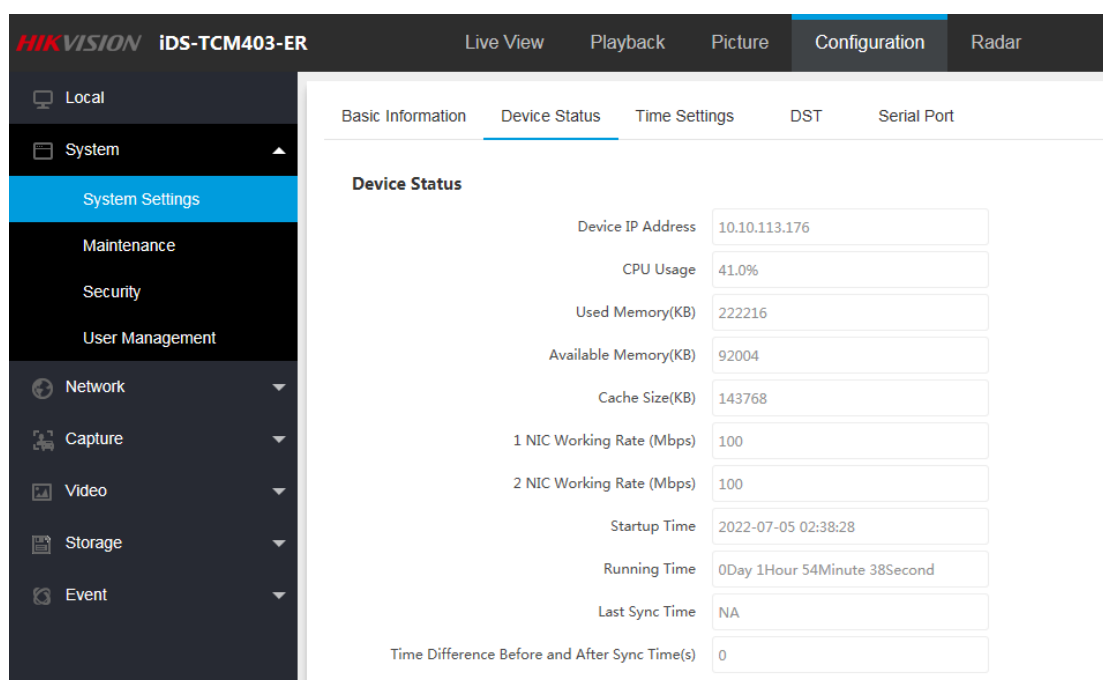 HIKVISION iDS-TCM403-ER Live View Playback Picture Configuration Radar
Local
System
System Settings
Maintenance
Security
User Management
Network
Capture
Video
Storage
Event
Basic Information Device Status Time Settings DST Serial Port
Device Status
Device IP Address 10.10.113.176
CPU Usage 41.0%
Used Memory(KB) 222216
Available Memory(KB) 92004
Cache Size(KB) 143768
1 NIC Working Rate (Mbps) 100
2 NIC Working Rate (Mbps) 100
Startup Time 2022-07-05 02:38:28
Running Time 0Day 1Hour 54Minute 38Second
Last Sync Time NA
Time Difference Before and After Sync Time(s) 0